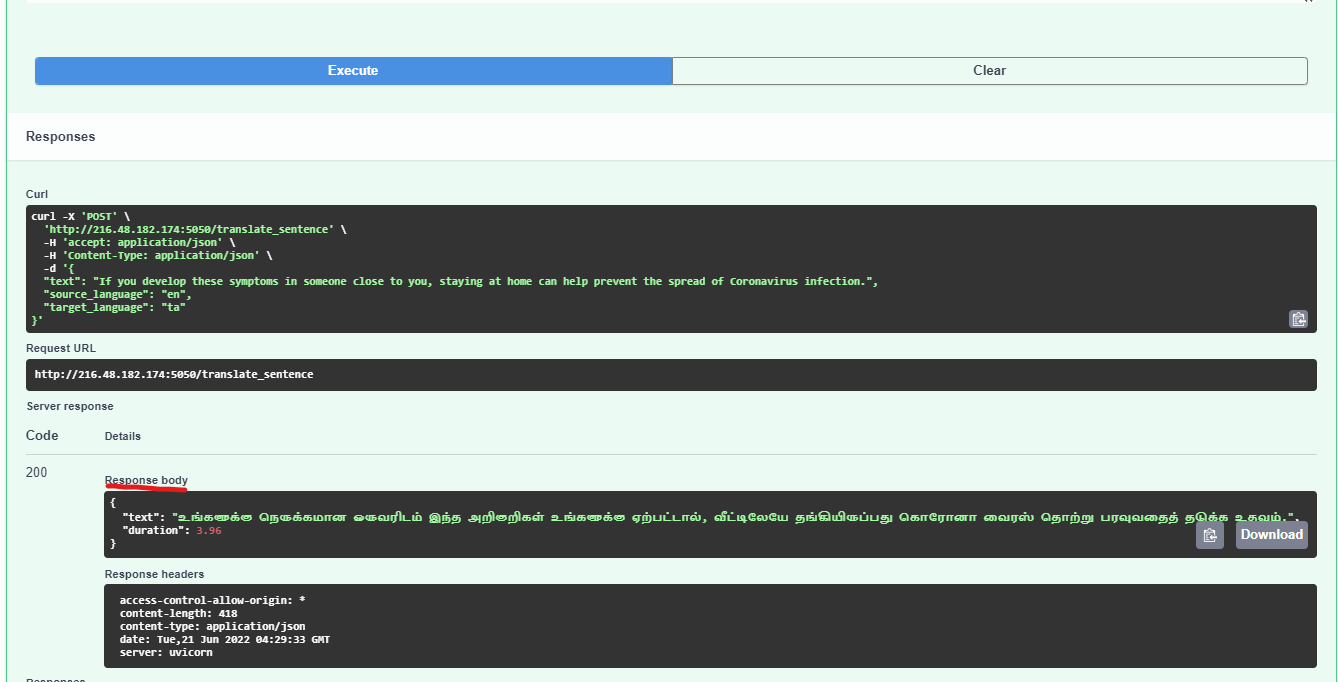 Execute
Clear
Responses
Curl
curl -X 'POST' \
'http://216.48.182.174:5050/translate_sentence' \
-H 'accept: application/json' \
-H 'Content-Type: application/json' \
-d '{
"text": "If you develop these symptoms in someone close to you, staying at home can help prevent the spread of Coronavirus infection.",
"source_language": "en",
"target_language": "ta"
}'
Request URL
http://216.48.182.174:5050/translate_sentence
Server response
Code
Details
200
Response body
{
"text": "உங்களுக்கு நெருக்கமான ஒருவரிடம் இந்த அறிகுறிகள் உங்களுக்கு ஏற்பட்டால், வீட்டிலேயே தங்கியிருப்பது கொரோனா வைரஸ் தொற்று பரவுவதைத் தடுக்க உதவும்.",
"duration": 3.96
}
Download
Response headers
access-control-allow-origin: *
content-length: 418
content-type: application/json
date: Tue,21 Jun 2022 04:29:33 GMT
server: uvicorn
Responses